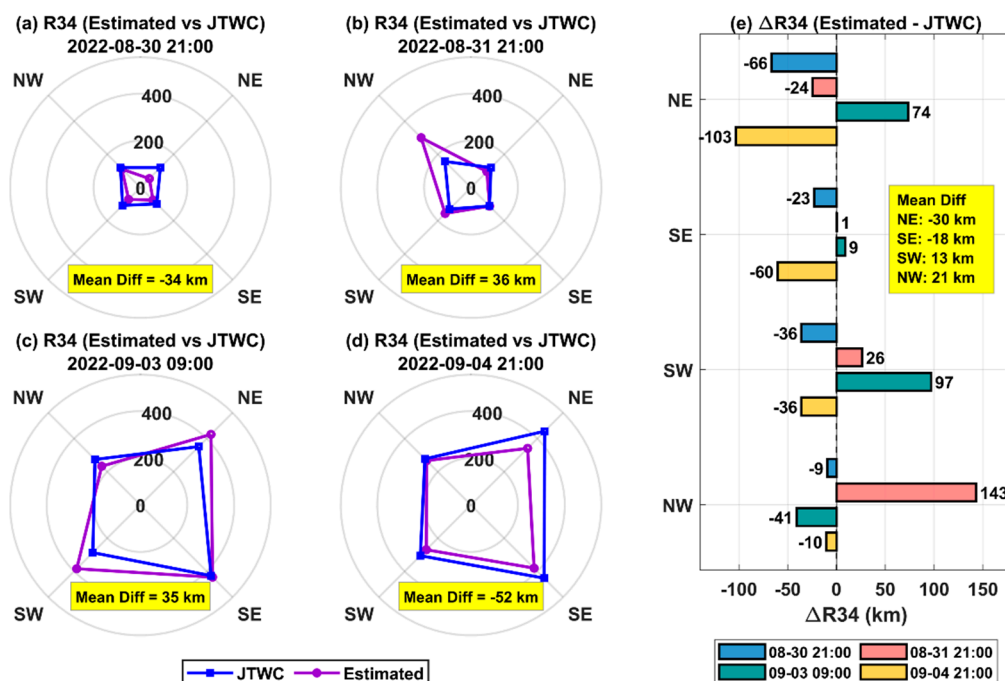 (a) R34 (Estimated vs JTWC)
2022-08-30 21:00
NW
NE
400
200
0
SW
SE
Mean Diff = -34 km
(b) R34 (Estimated vs JTWC)
2022-08-31 21:00
NW
NE
400
200
0
SW
SE
Mean Diff = 36 km
(c) R34 (Estimated vs JTWC)
2022-09-03 09:00
NW
NE
400
200
0
SW
SE
Mean Diff = 35 km
(d) R34 (Estimated vs JTWC)
2022-09-04 21:00
NW
NE
400
200
0
SW
SE
Mean Diff = -52 km
JTWC
Estimated
(e) ΔR34 (Estimated - JTWC)
NE
-66
-24
74
-103
SE
-23
1
9
-60
SW
-36
26
97
-36
NW
-9
143
-41
-10
Mean Diff
NE: -30 km
SE: -18 km
SW: 13 km
NW: 21 km
-100 -50 0 50 100 150
ΔR34 (km)
08-30 21:00
08-31 21:00
09-03 09:00
09-04 21:00